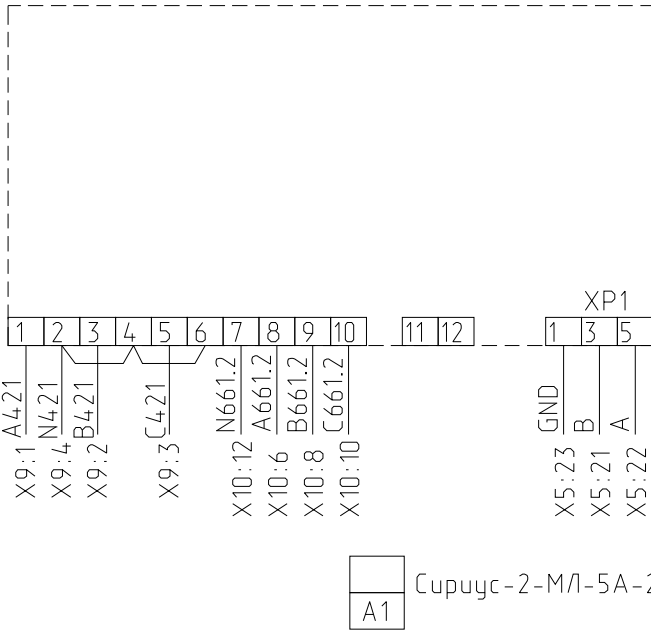 XP1
1 2 3 4 5 6 7 8 9 10 11 12 1 3 5
A421 N421 B421 C421 N661.2 A661.2 B661.2 C661.2 GND B A
X9:1 X9:4 X9:2 X9:3 X10:12 X10:6 X10:8 X10:10 X5:23 X5:21 X5:22
Сириус-2-МЛ-5А-2
А1